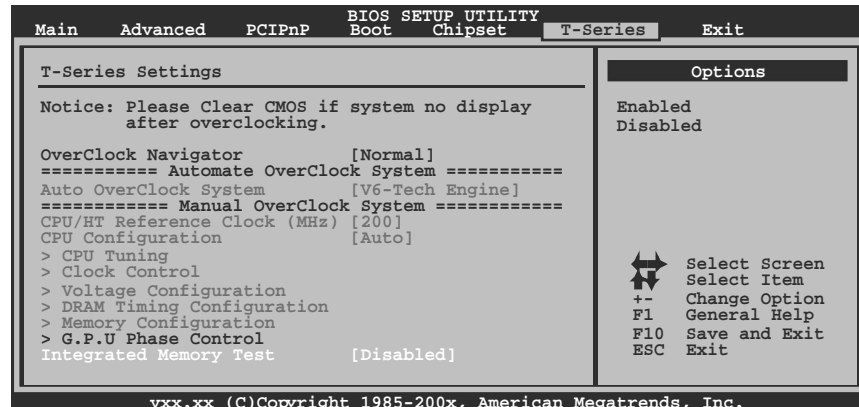 BIOS SETUP UTILITY
Main Advanced PCIPnP Boot Chipset T-Series Exit
T-Series Settings
Notice: Please Clear CMOS if system no display
after overclocking.
OverClock Navigator [Normal]
=========== Automate OverClock System ===========
Auto OverClock System [V6-Tech Engine]
============ Manual OverClock System ============
CPU/HT Reference Clock (MHz) [200]
CPU Configuration [Auto]
> CPU Tuning
> Clock Control
> Voltage Configuration
> DRAM Timing Configuration
> Memory Configuration
> G.P.U Phase Control
Integrated Memory Test [Disabled]
Options
Enabled
Disabled
Select Screen
Select Item
+- Change Option
F1 General Help
F10 Save and Exit
ESC Exit
vxx.xx (C)Copyright 1985-200x, American Megatrends, Inc.